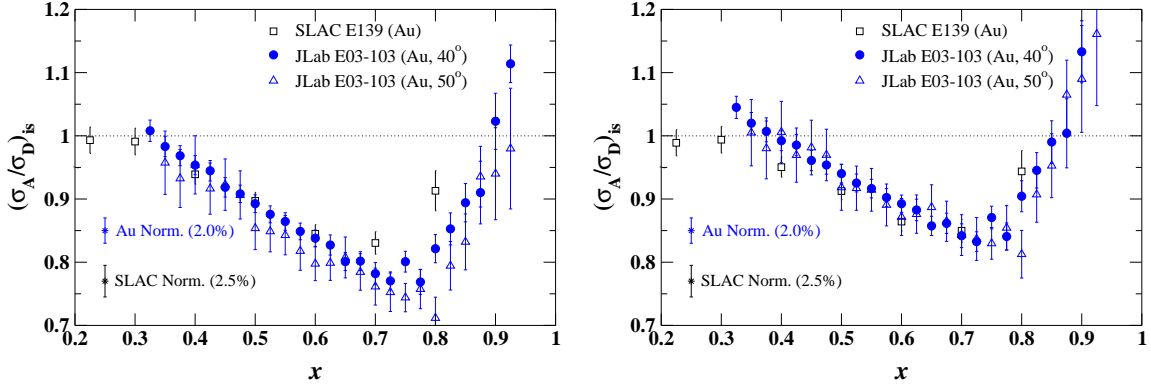 1.2
1.1
1
0.9
0.8
0.7
(σA/σD)is
SLAC E139 (Au)
JLab E03-103 (Au, 40°)
JLab E03-103 (Au, 50°)
Au Norm. (2.0%)
SLAC Norm. (2.5%)
0.2 0.3 0.4 0.5 0.6 0.7 0.8 0.9 1
x
1.2
1.1
1
0.9
0.8
0.7
(σA/σD)is
SLAC E139 (Au)
JLab E03-103 (Au, 40°)
JLab E03-103 (Au, 50°)
Au Norm. (2.0%)
SLAC Norm. (2.5%)
0.2 0.3 0.4 0.5 0.6 0.7 0.8 0.9 1
x